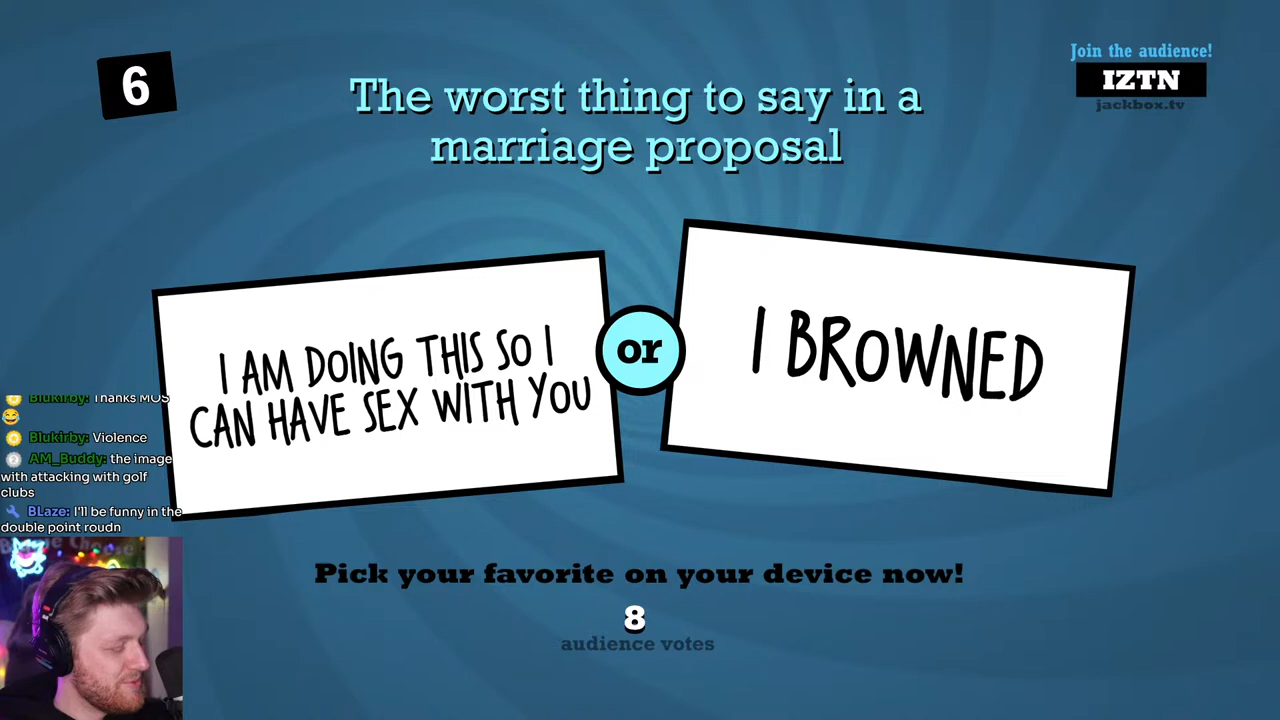 6
The worst thing to say in a
marriage proposal
Join the audience!
IZTN
jackbox.tv
I AM DOING THIS SO I
CAN HAVE SEX WITH YOU
or
I BROWNED
Blukirby: Thanks MOS
😂
Blukirby: Violence
AM_Buddy: the image
with attacking with golf
clubs
BLaze: I'll be funny in the
double point roudn
Pick your favorite on your device now!
8
audience votes